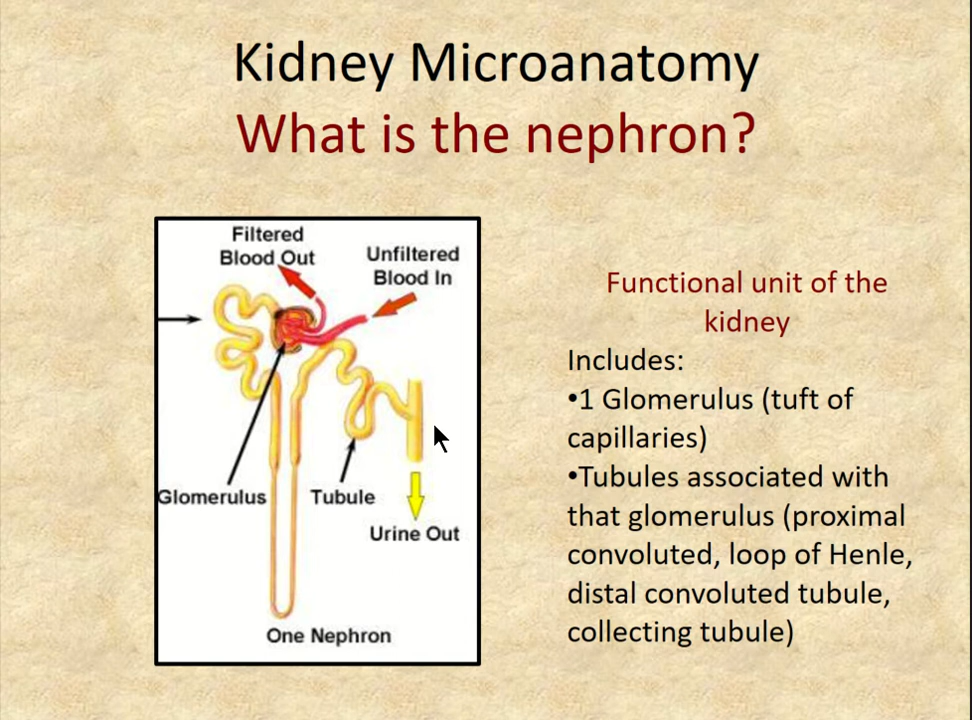 Kidney Microanatomy
What is the nephron?
Filtered
Blood Out
Unfiltered
Blood In
Glomerulus
Tubule
Urine Out
One Nephron
Functional unit of the
kidney
Includes:
•1 Glomerulus (tuft of
capillaries)
•Tubules associated with
that glomerulus (proximal
convoluted, loop of Henle,
distal convoluted tubule,
collecting tubule)